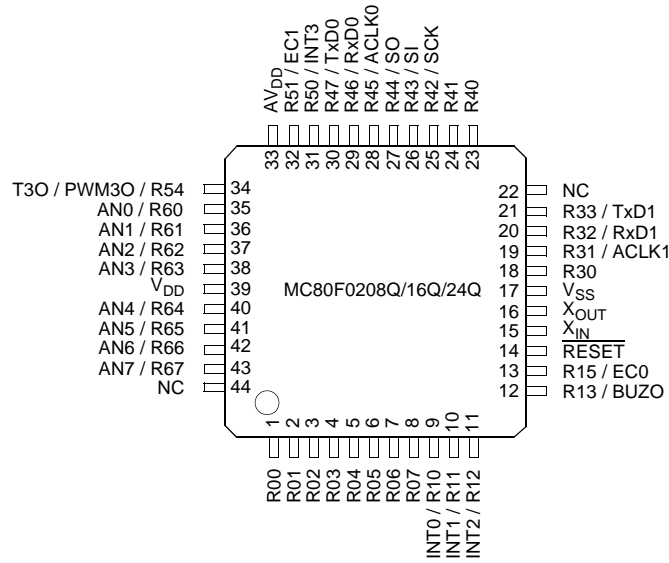 AVDD
R51 / EC1
R50 / INT3
R47 / TxD0
R46 / RxD0
R45 / ACLK0
R44 / SO
R43 / SI
R42 / SCK
R41
R40
33
32
31
30
29
28
27
26
25
24
23
T3O / PWM3O / R54
34
AN0 / R60
35
AN1 / R61
36
AN2 / R62
37
AN3 / R63
38
VDD
39
AN4 / R64
40
AN5 / R65
41
AN6 / R66
42
AN7 / R67
43
NC
44
MC80F0208Q/16Q/24Q
22
NC
21
R33 / TxD1
20
R32 / RxD1
19
R31 / ACLK1
18
R30
17
VSS
16
XOUT
15
XIN
14
RESET
13
R15 / EC0
12
R13 / BUZO
1
2
3
4
5
6
7
8
9
10
11
R00
R01
R02
R03
R04
R05
R06
R07
INT0 / R10
INT1 / R11
INT2 / R12